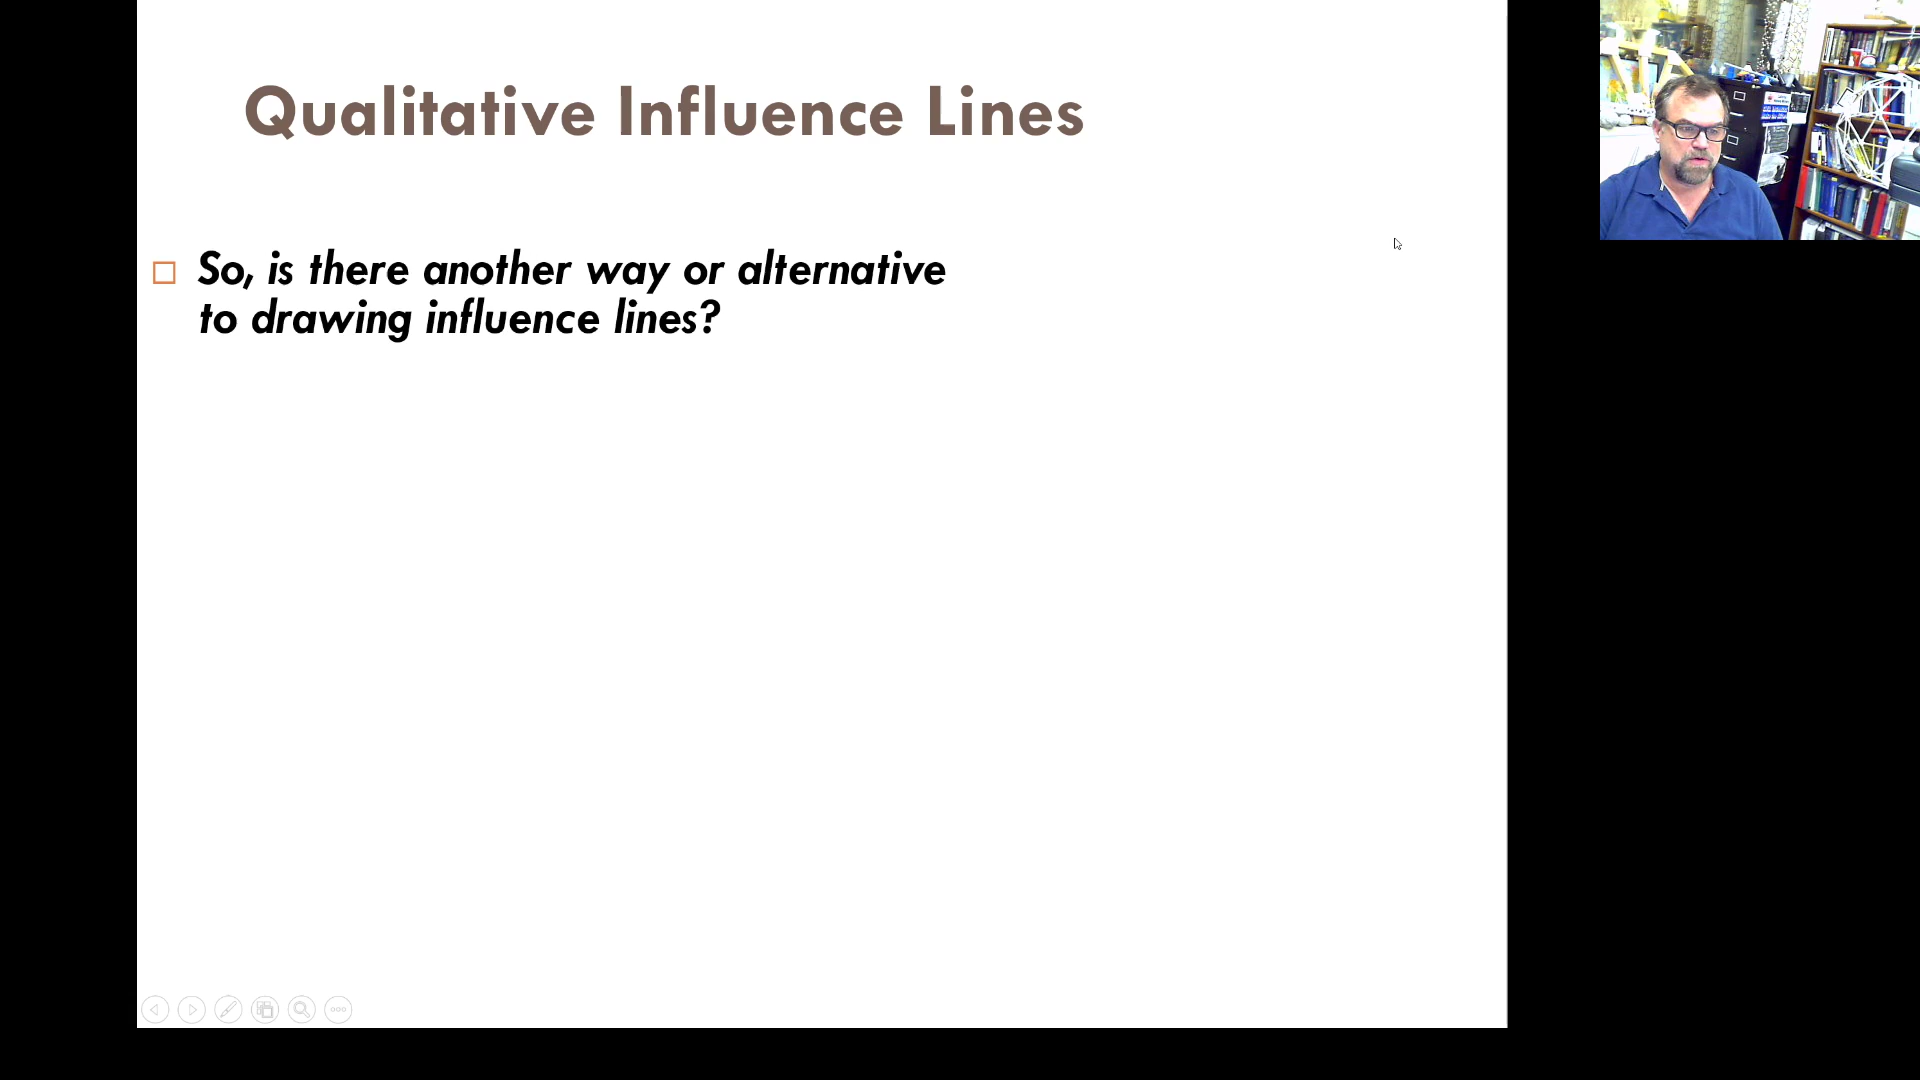 Qualitative Influence Lines
So, is there another way or alternative
to drawing influence lines?